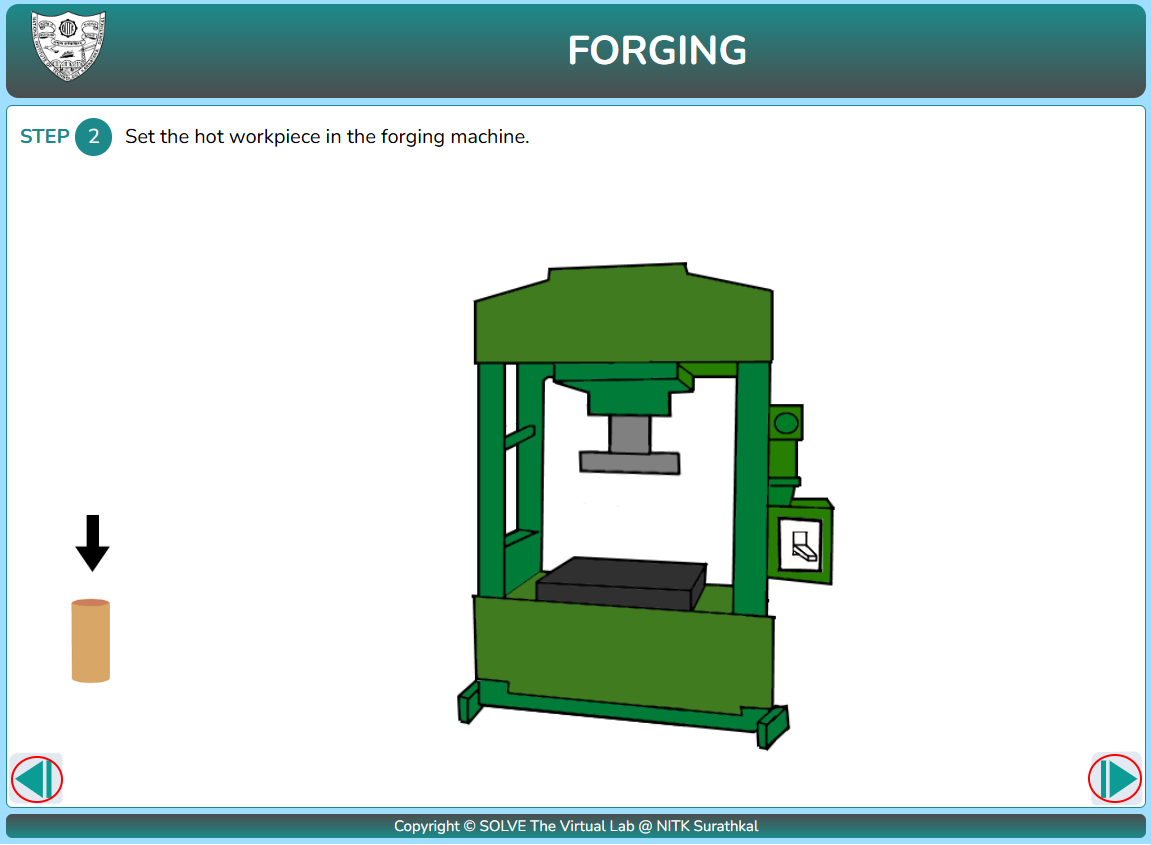 FORGING
STEP 2 Set the hot workpiece in the forging machine.
Copyright © SOLVE The Virtual Lab @ NITK Surathkal